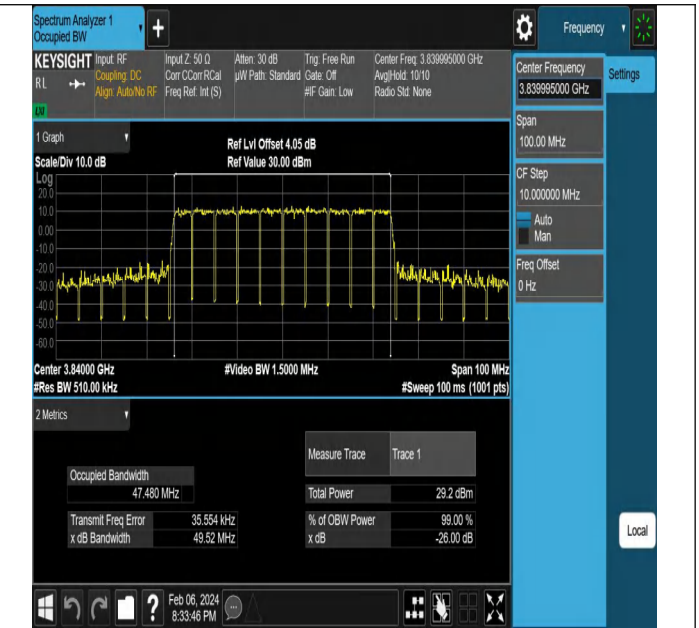 Spectrum Analyzer 1
Occupied BW
+
Frequency
KEYSIGHT
RL
LXI
Input: RF
Coupling: DC
Align: Auto/No RF
Input Z: 50 Ω
Corr CCorr RCal
Freq Ref: Int (S)
Atten: 30 dB
µW Path: Standard
Trig: Free Run
Gate: Off
#IF Gain: Low
Center Freq: 3.839995000 GHz
Avg|Hold: 10/10
Radio Std: None
1 Graph
Scale/Div 10.0 dB
Ref Lvl Offset 4.05 dB
Ref Value 30.00 dBm
Log
20.0
10.0
0.00
-10.0
-20.0
-30.0
-40.0
-50.0
-60.0
Center 3.84000 GHz
#Res BW 510.00 kHz
#Video BW 1.5000 MHz
Span 100 MHz
#Sweep 100 ms (1001 pts)
2 Metrics
Measure Trace Trace 1
Occupied Bandwidth
47.480 MHz
Total Power 29.2 dBm
Transmit Freq Error 35.554 kHz
% of OBW Power 99.00 %
x dB Bandwidth 49.52 MHz
x dB -26.00 dB
Center Frequency
3.839995000 GHz
Settings
Span
100.00 MHz
CF Step
10.000000 MHz
Auto
Man
Freq Offset
0 Hz
Local
?
Feb 06, 2024
8:33:46 PM